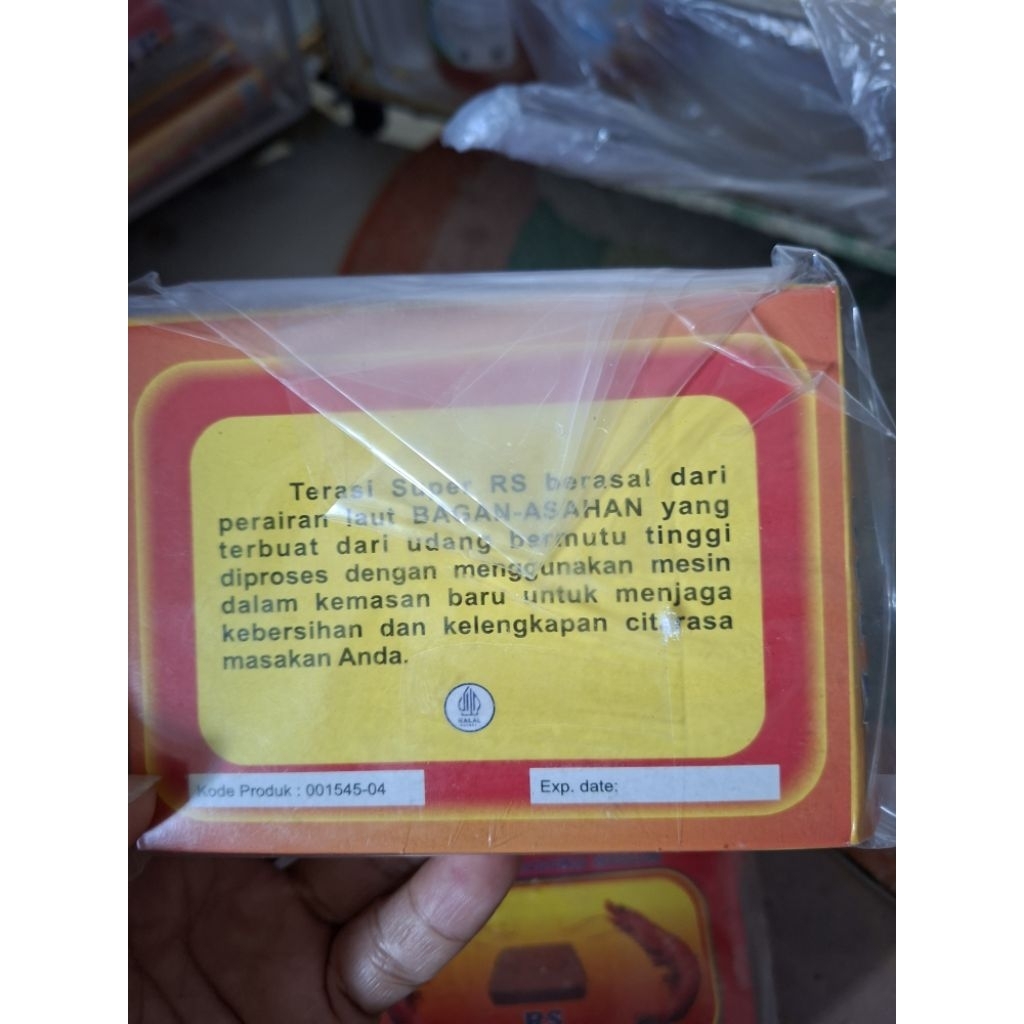 Terasi Super RS berasal dari
perairan laut BAGAN-ASAHAN yang
terbuat dari udang bermutu tinggi
diproses dengan menggunakan mesin
dalam kemasan baru untuk menjaga
kebersihan dan kelengkapan citarasa
masakan Anda.
HALAL
Kode Produk : 001545-04
Exp. date:
RS